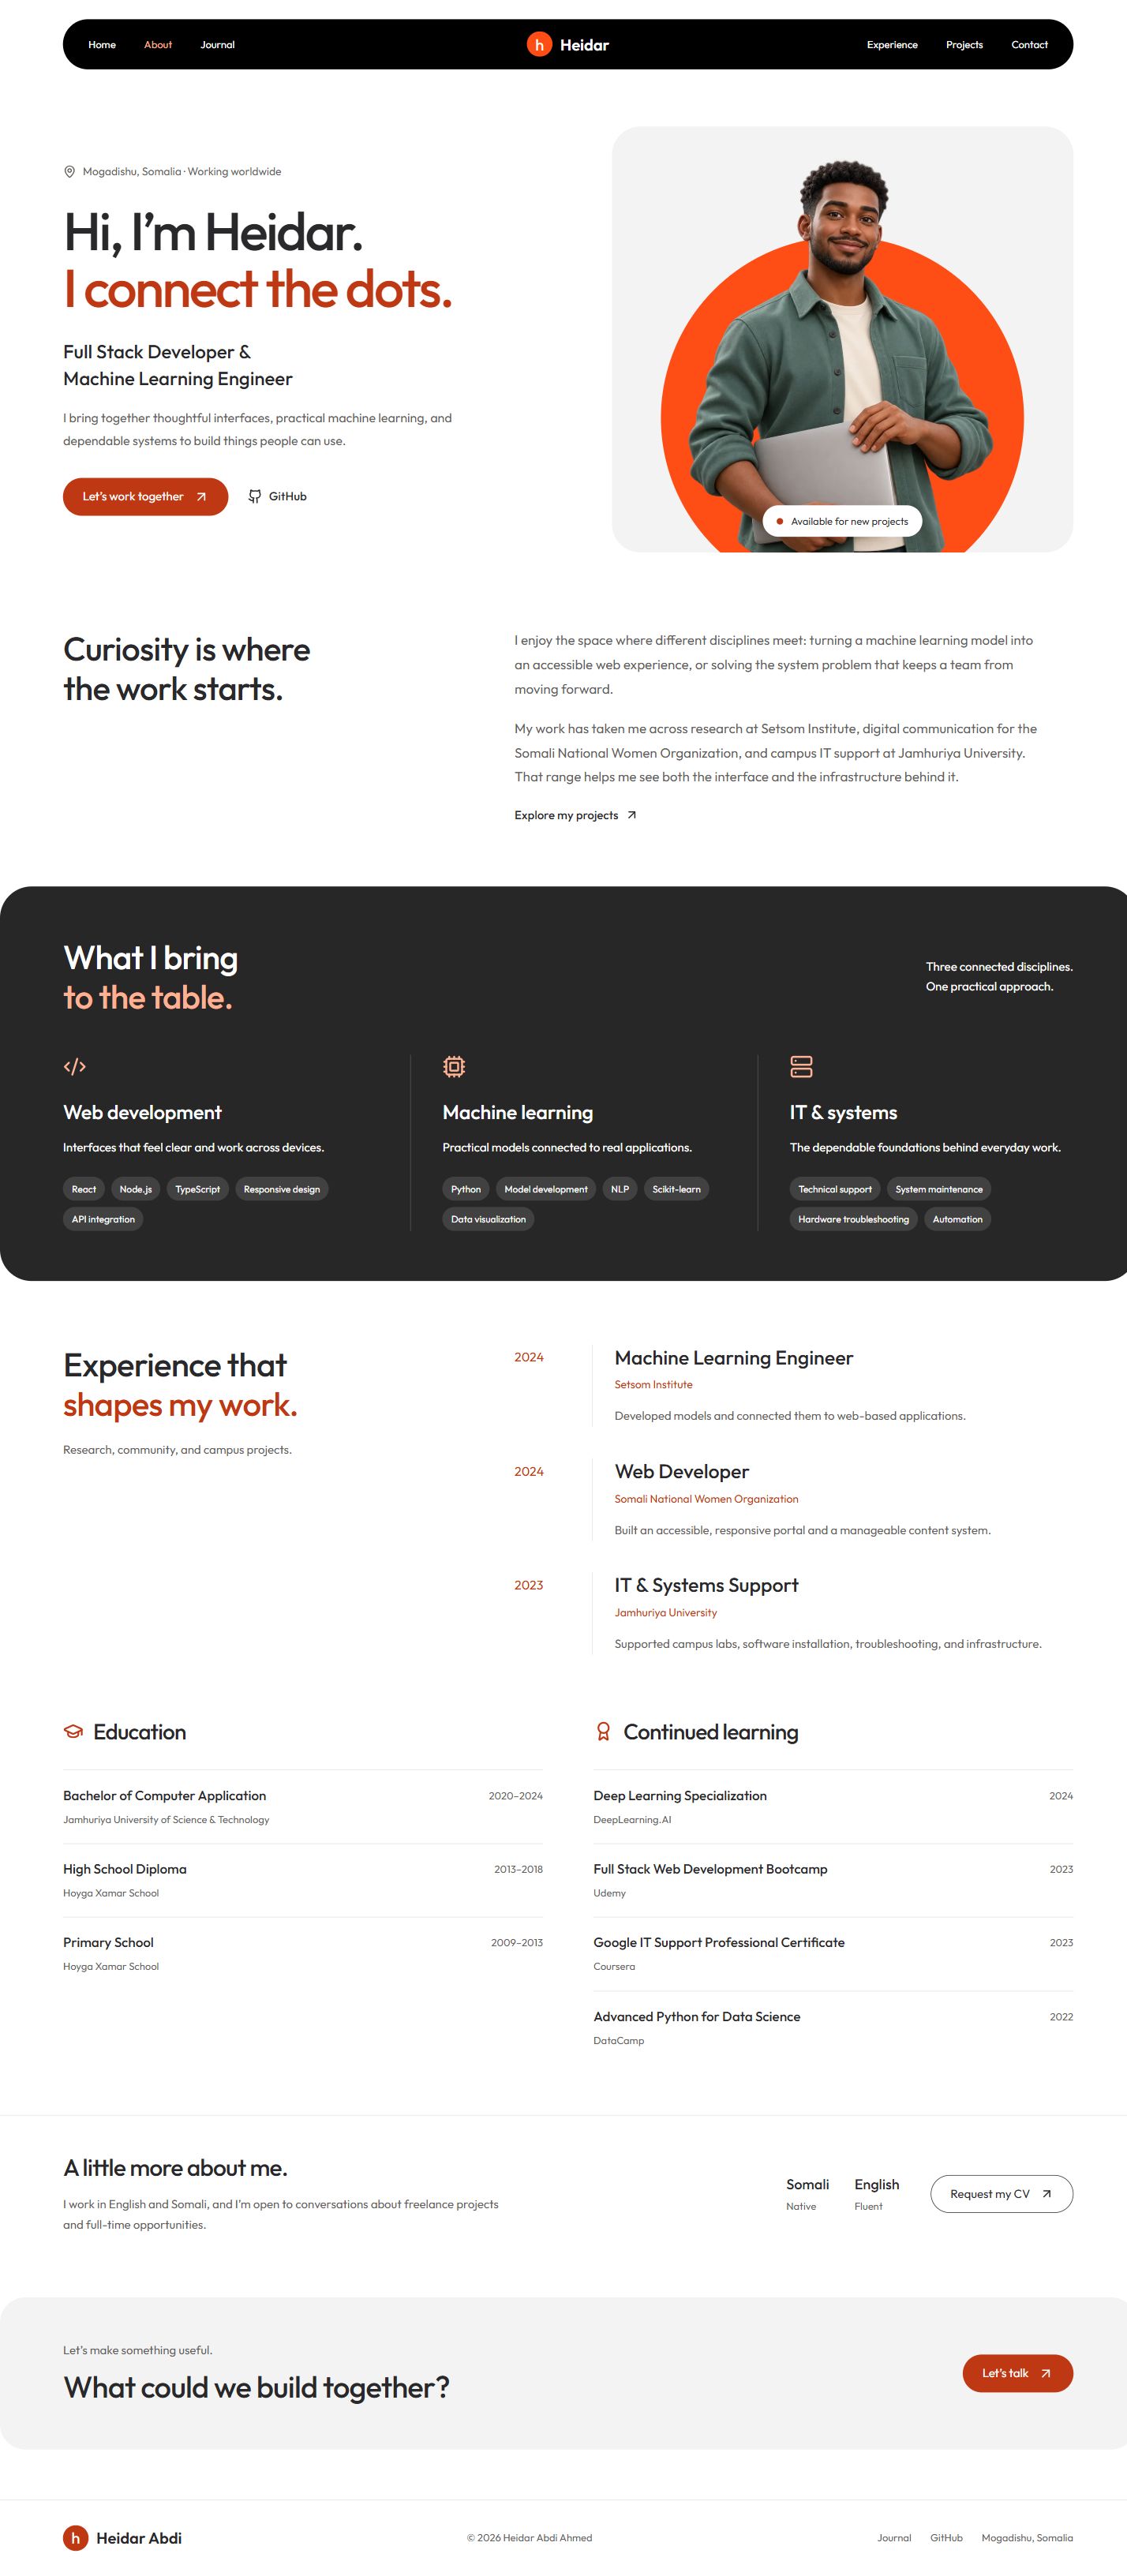 Home About Journal h Heidar Experience Projects Contact
Mogadishu, Somalia · Working worldwide
Hi, I’m Heidar.
I connect the dots.
Full Stack Developer &
Machine Learning Engineer
I bring together thoughtful interfaces, practical machine learning, and
dependable systems to build things people can use.
Let’s work together
GitHub
Available for new projects
Curiosity is where
the work starts.
I enjoy the space where different disciplines meet: turning a machine learning model into
an accessible web experience, or solving the system problem that keeps a team from
moving forward.
My work has taken me across research at Setsom Institute, digital communication for the
Somali National Women Organization, and campus IT support at Jamhuriya University.
That range helps me see both the interface and the infrastructure behind it.
Explore my projects
What I bring
to the table.
Three connected disciplines.
One practical approach.
Web development
Interfaces that feel clear and work across devices.
React Node.js TypeScript Responsive design
API integration
Machine learning
Practical models connected to real applications.
Python Model development NLP Scikit-learn
Data visualization
IT & systems
The dependable foundations behind everyday work.
Technical support System maintenance
Hardware troubleshooting Automation
Experience that
shapes my work.
Research, community, and campus projects.
2024
Machine Learning Engineer
Setsom Institute
Developed models and connected them to web-based applications.
2024
Web Developer
Somali National Women Organization
Built an accessible, responsive portal and a manageable content system.
2023
IT & Systems Support
Jamhuriya University
Supported campus labs, software installation, troubleshooting, and infrastructure.
Education
Bachelor of Computer Application 2020–2024
Jamhuriya University of Science & Technology
High School Diploma 2013–2018
Hoyga Xamar School
Primary School 2009–2013
Hoyga Xamar School
Continued learning
Deep Learning Specialization 2024
DeepLearning.AI
Full Stack Web Development Bootcamp 2023
Udemy
Google IT Support Professional Certificate 2023
Coursera
Advanced Python for Data Science 2022
DataCamp
A little more about me.
I work in English and Somali, and I’m open to conversations about freelance projects
and full-time opportunities.
Somali
Native
English
Fluent
Request my CV
Let’s make something useful.
What could we build together?
Let’s talk
h Heidar Abdi
© 2026 Heidar Abdi Ahmed
Journal GitHub Mogadishu, Somalia